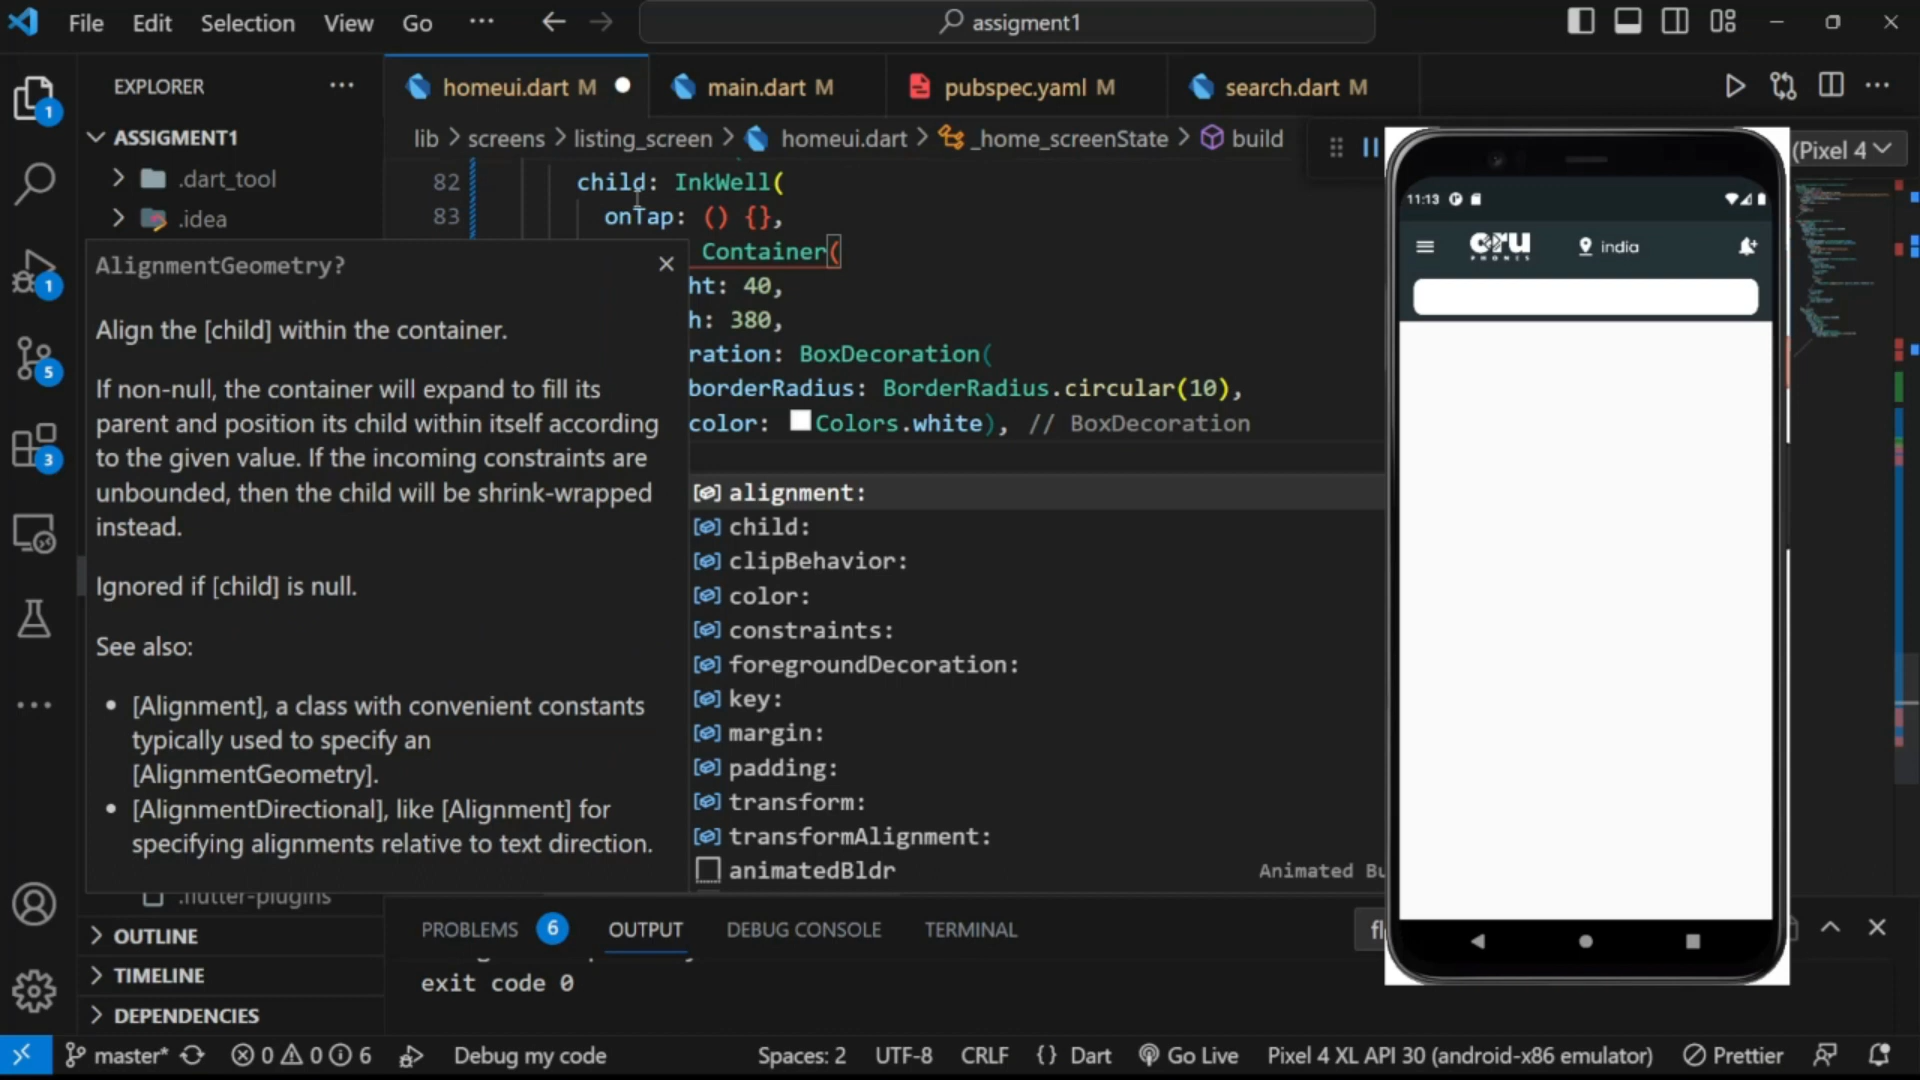 File Edit Selection View Go ··· assigment1
EXPLORER ···
homeui.dart M
main.dart M
pubspec.yaml M
search.dart M
ASSIGMENT1
lib > screens > listing_screen > homeui.dart > _home_screenState > build
(Pixel 4
.dart_tool
.idea
82 child: InkWell(
83 onTap: () {},
Container(
ht: 40,
h: 380,
ration: BoxDecoration(
borderRadius: BorderRadius.circular(10),
color: Colors.white), // BoxDecoration
AlignmentGeometry?
Align the [child] within the container.
If non-null, the container will expand to fill its
parent and position its child within itself according
to the given value. If the incoming constraints are
unbounded, then the child will be shrink-wrapped
instead.
Ignored if [child] is null.
See also:
• [Alignment], a class with convenient constants
typically used to specify an
[AlignmentGeometry].
• [AlignmentDirectional], like [Alignment] for
specifying alignments relative to text direction.
alignment:
child:
clipBehavior:
color:
constraints:
foregroundDecoration:
key:
margin:
padding:
transform:
transformAlignment:
animatedBldr Animated Bu
11:13
india
PHONES
1
1
5
3
.flutter-plugins
OUTLINE
TIMELINE
DEPENDENCIES
PROBLEMS 6 OUTPUT DEBUG CONSOLE TERMINAL
fl
exit code 0
master* 0 0 6 Debug my code Spaces: 2 UTF-8 CRLF {} Dart Go Live Pixel 4 XL API 30 (android-x86 emulator) Prettier